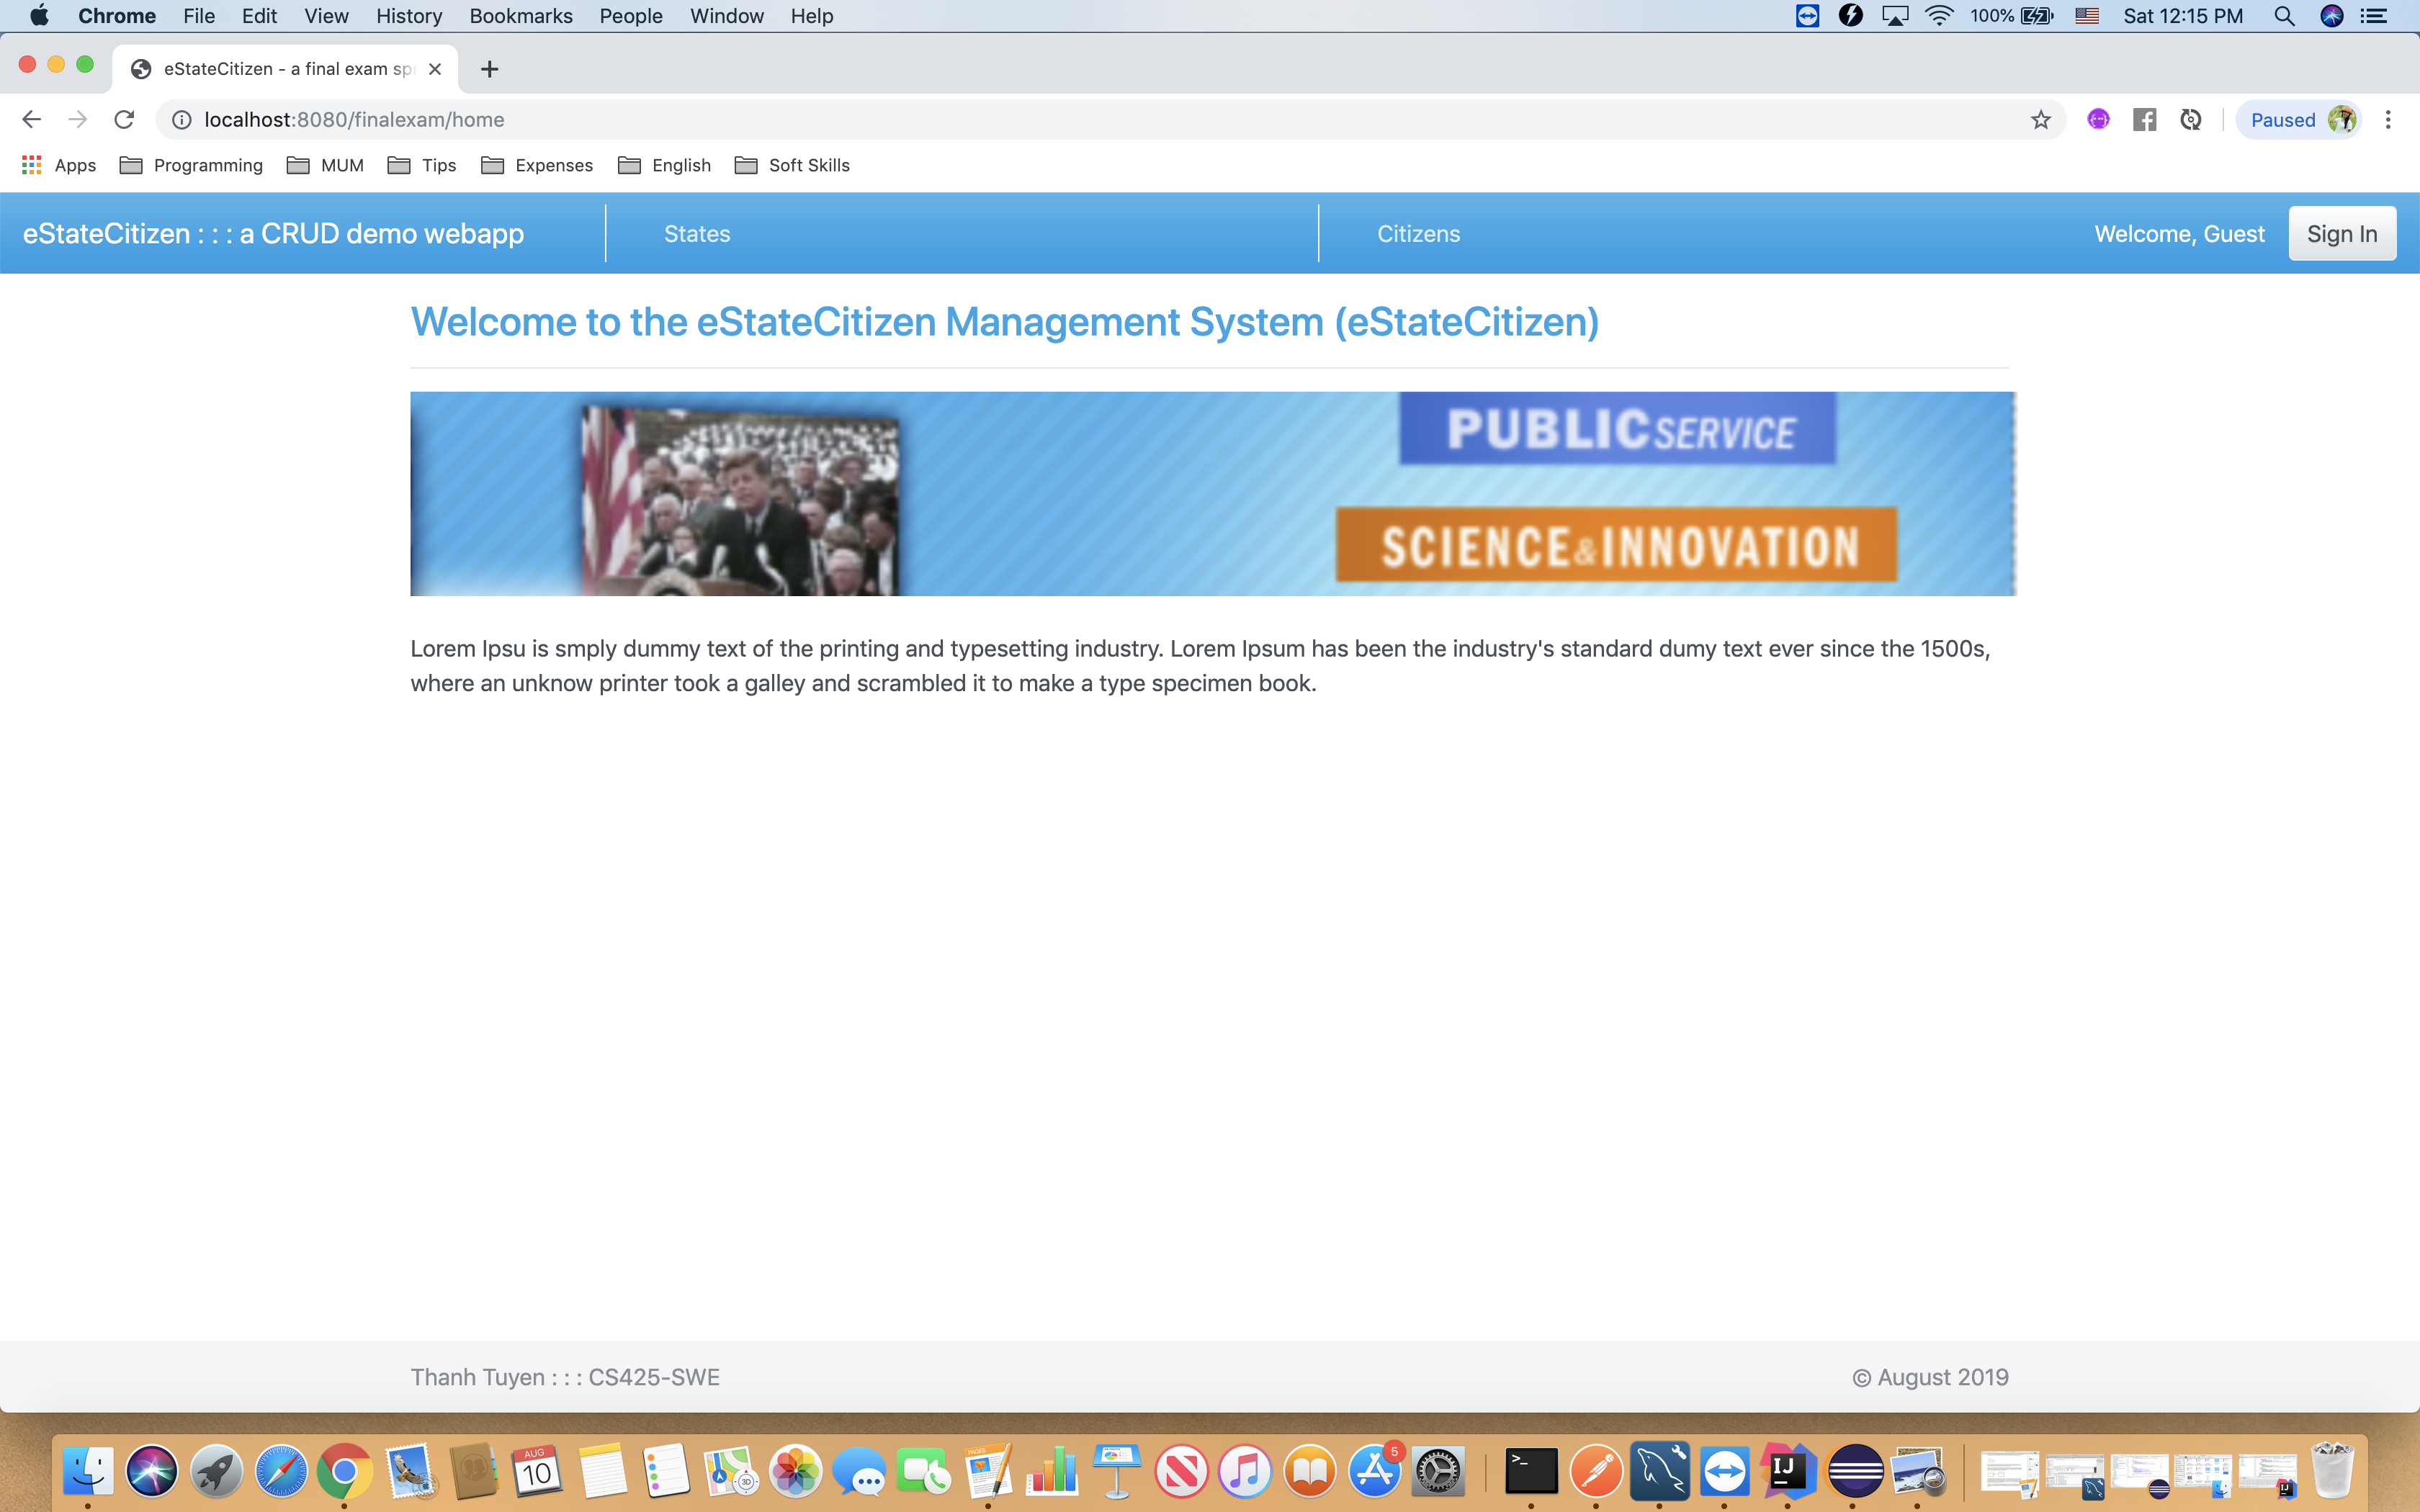 Chrome File Edit View History Bookmarks People Window Help 100% Sat 12:15 PM
eStateCitizen - a final exam sp
localhost:8080/finalexam/home Paused
Apps Programming MUM Tips Expenses English Soft Skills
eStateCitizen : : : a CRUD demo webapp States Citizens Welcome, Guest Sign In
Welcome to the eStateCitizen Management System (eStateCitizen)
PUBLIC SERVICE
SCIENCE & INNOVATION
Lorem Ipsu is smply dummy text of the printing and typesetting industry. Lorem Ipsum has been the industry's standard dumy text ever since the 1500s,
where an unknow printer took a galley and scrambled it to make a type specimen book.
Thanh Tuyen : : : CS425-SWE © August 2019
AUG
10
3D
PAGES
5
>_
IJ